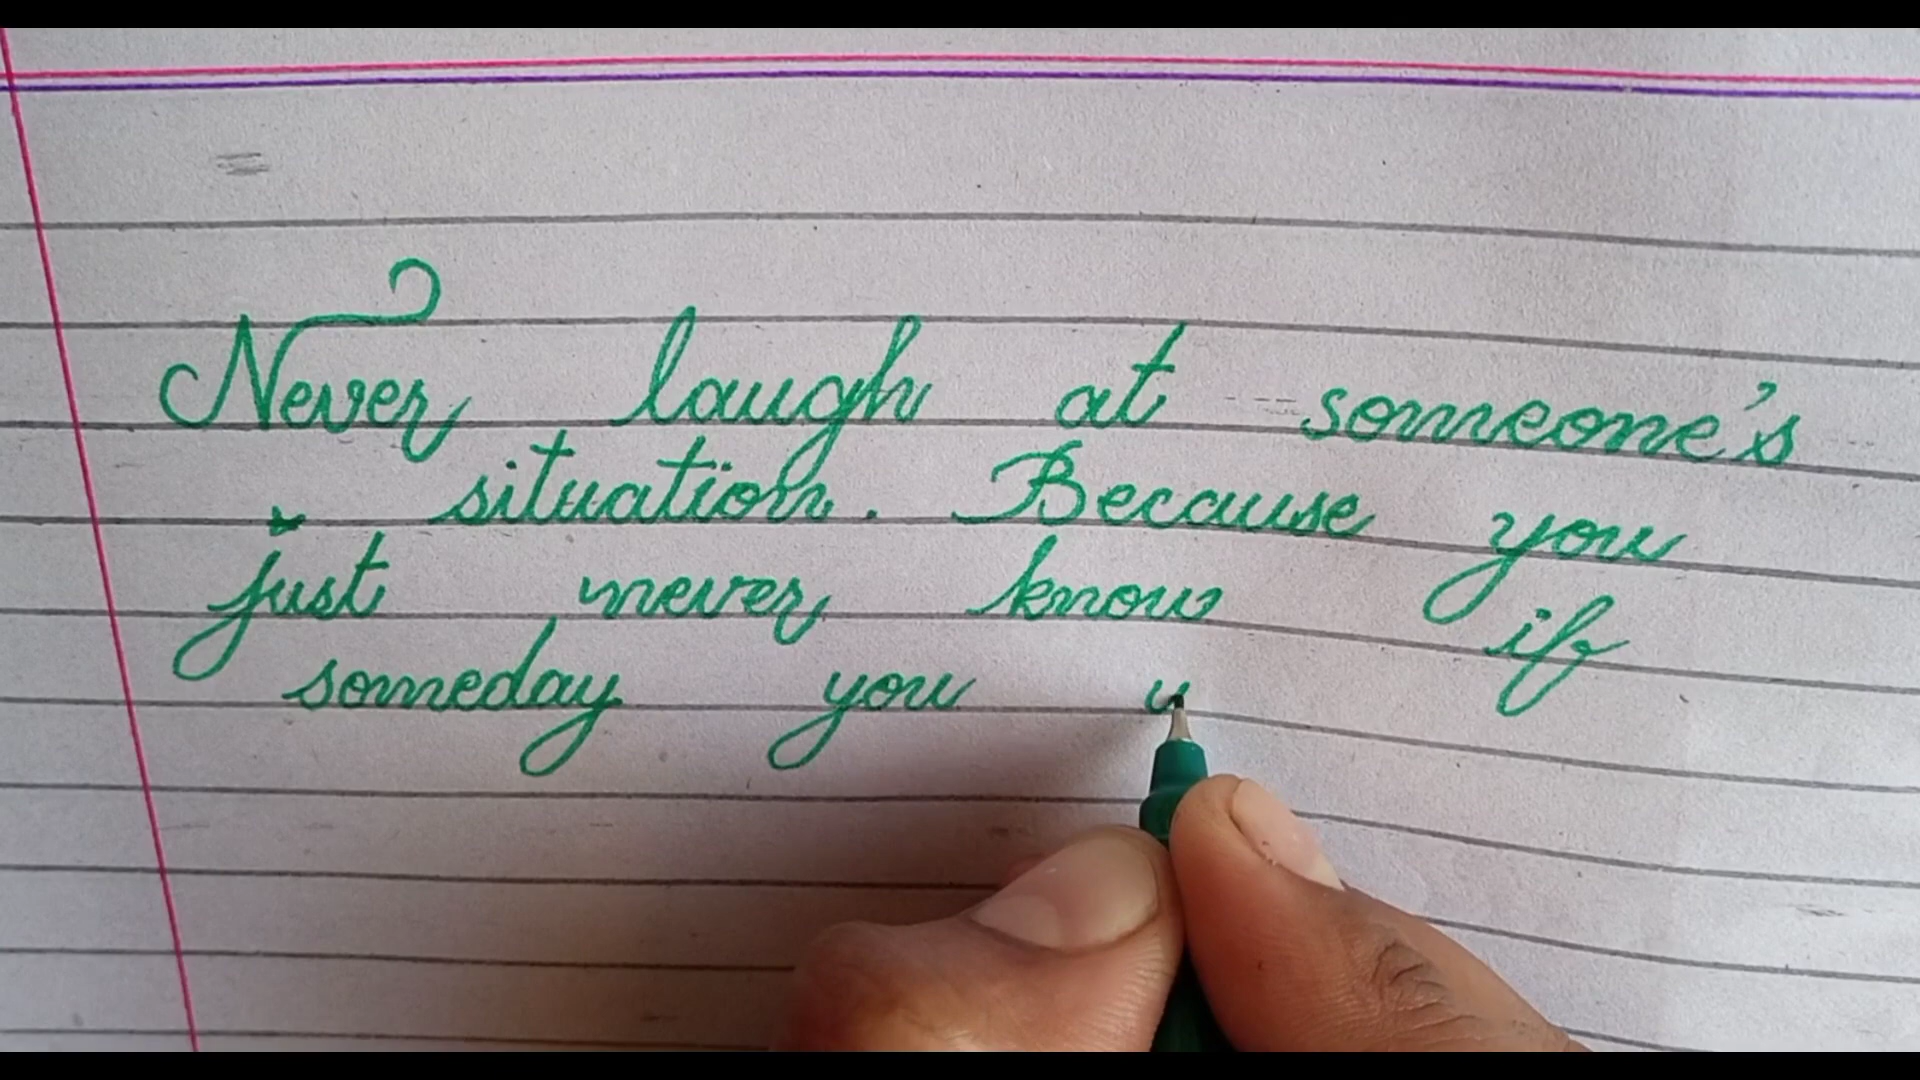 Never laugh at someone's
situation. Because you
just never know if
someday you